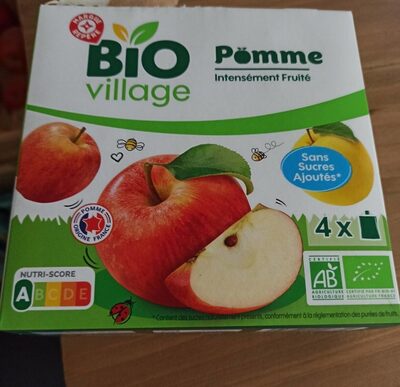 MARQUE
REPÈRE
BiO
village
Pomme
Intensément Fruité
Sans
Sucres
Ajoutés*
POMME
ORIGINE FRANCE
4 x
NUTRI-SCORE
A B C D E
CERTIFIÉ
AB
AGRICULTURE
BIOLOGIQUE
* Contient des sucres naturellement présents, conformément à la réglementation des purées de fruits.